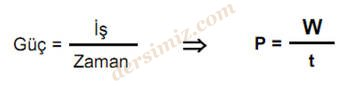 Güç = İş / Zaman ⇒ P = W / t
dersimiz.com